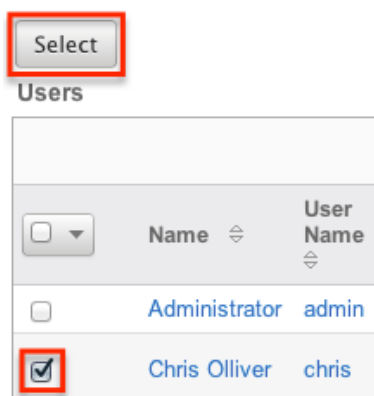 Select
Users
Name
User
Name
Administrator admin
Chris Olliver chris